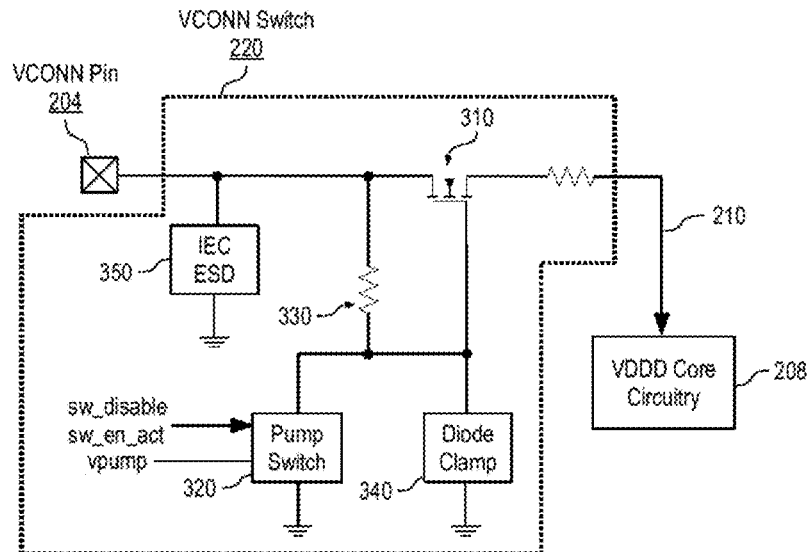 VCONN Switch
220
VCONN Pin
204
310
210
IEC
ESD
350
330
VDDD Core
Circuitry
208
sw_disable
sw_en_act
vpump
Pump
Switch
320
Diode
Clamp
340